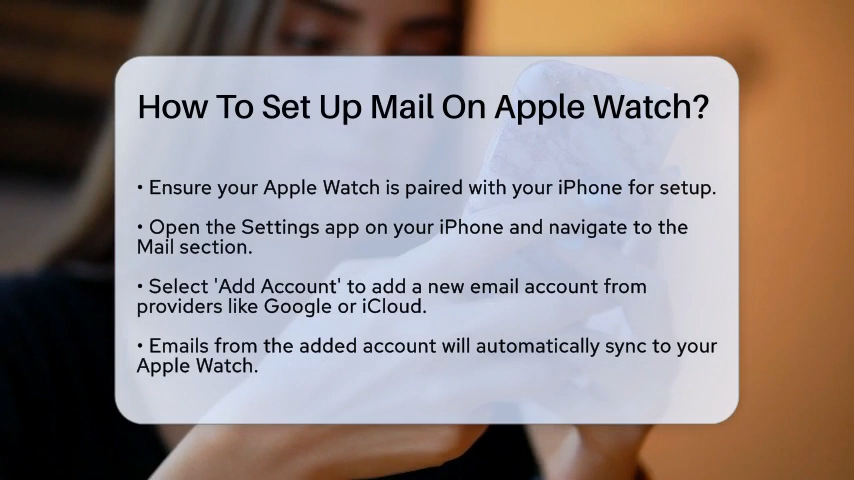 How To Set Up Mail On Apple Watch?
• Ensure your Apple Watch is paired with your iPhone for setup.
• Open the Settings app on your iPhone and navigate to the
Mail section.
• Select 'Add Account' to add a new email account from
providers like Google or iCloud.
• Emails from the added account will automatically sync to your
Apple Watch.